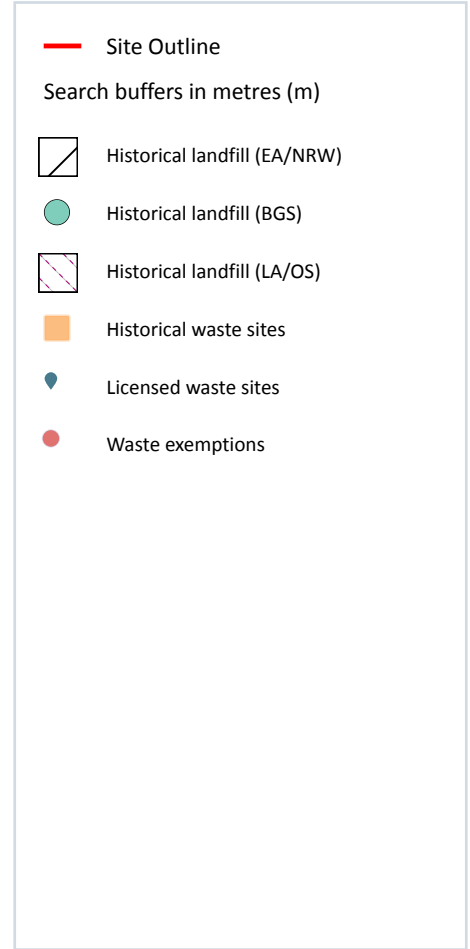 Site Outline
Search buffers in metres (m)
Historical landfill (EA/NRW)
Historical landfill (BGS)
Historical landfill (LA/OS)
Historical waste sites
Licensed waste sites
Waste exemptions